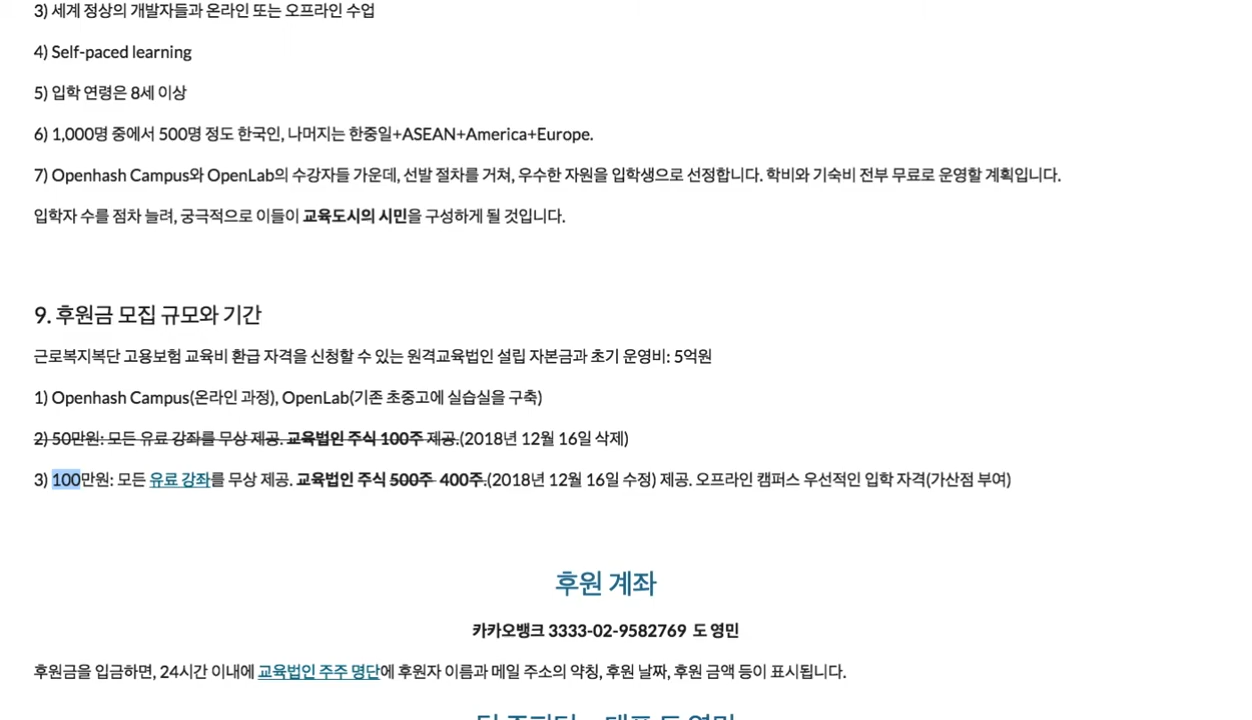 3) 세계 정상의 개발자들과 온라인 또는 오프라인 수업
4) Self-paced learning
5) 입학 연령은 8세 이상
6) 1,000명 중에서 500명 정도 한국인, 나머지는 한중일+ASEAN+America+Europe.
7) Openhash Campus와 OpenLab의 수강자들 가운데, 선발 절차를 거쳐, 우수한 자원을 입학생으로 선정합니다. 학비와 기숙비 전부 무료로 운영할 계획입니다.
입학자 수를 점차 늘려, 궁극적으로 이들이 교육도시의 시민을 구성하게 될 것입니다.
9. 후원금 모집 규모와 기간
근로복지복단 고용보험 교육비 환급 자격을 신청할 수 있는 원격교육법인 설립 자본금과 초기 운영비: 5억원
1) Openhash Campus(온라인 과정), OpenLab(기존 초중고에 실습실을 구축)
2) 50만원: 모든 유료 강좌를 무상 제공. 교육법인 주식 100주 제공.(2018년 12월 16일 삭제)
3) 100만원: 모든 유료 강좌를 무상 제공. 교육법인 주식 500주 400주.(2018년 12월 16일 수정) 제공. 오프라인 캠퍼스 우선적인 입학 자격(가산점 부여)
후원 계좌
카카오뱅크 3333-02-9582769 도 영민
후원금을 입금하면, 24시간 이내에 교육법인 주주 명단에 후원자 이름과 메일 주소의 약칭, 후원 날짜, 후원 금액 등이 표시됩니다.